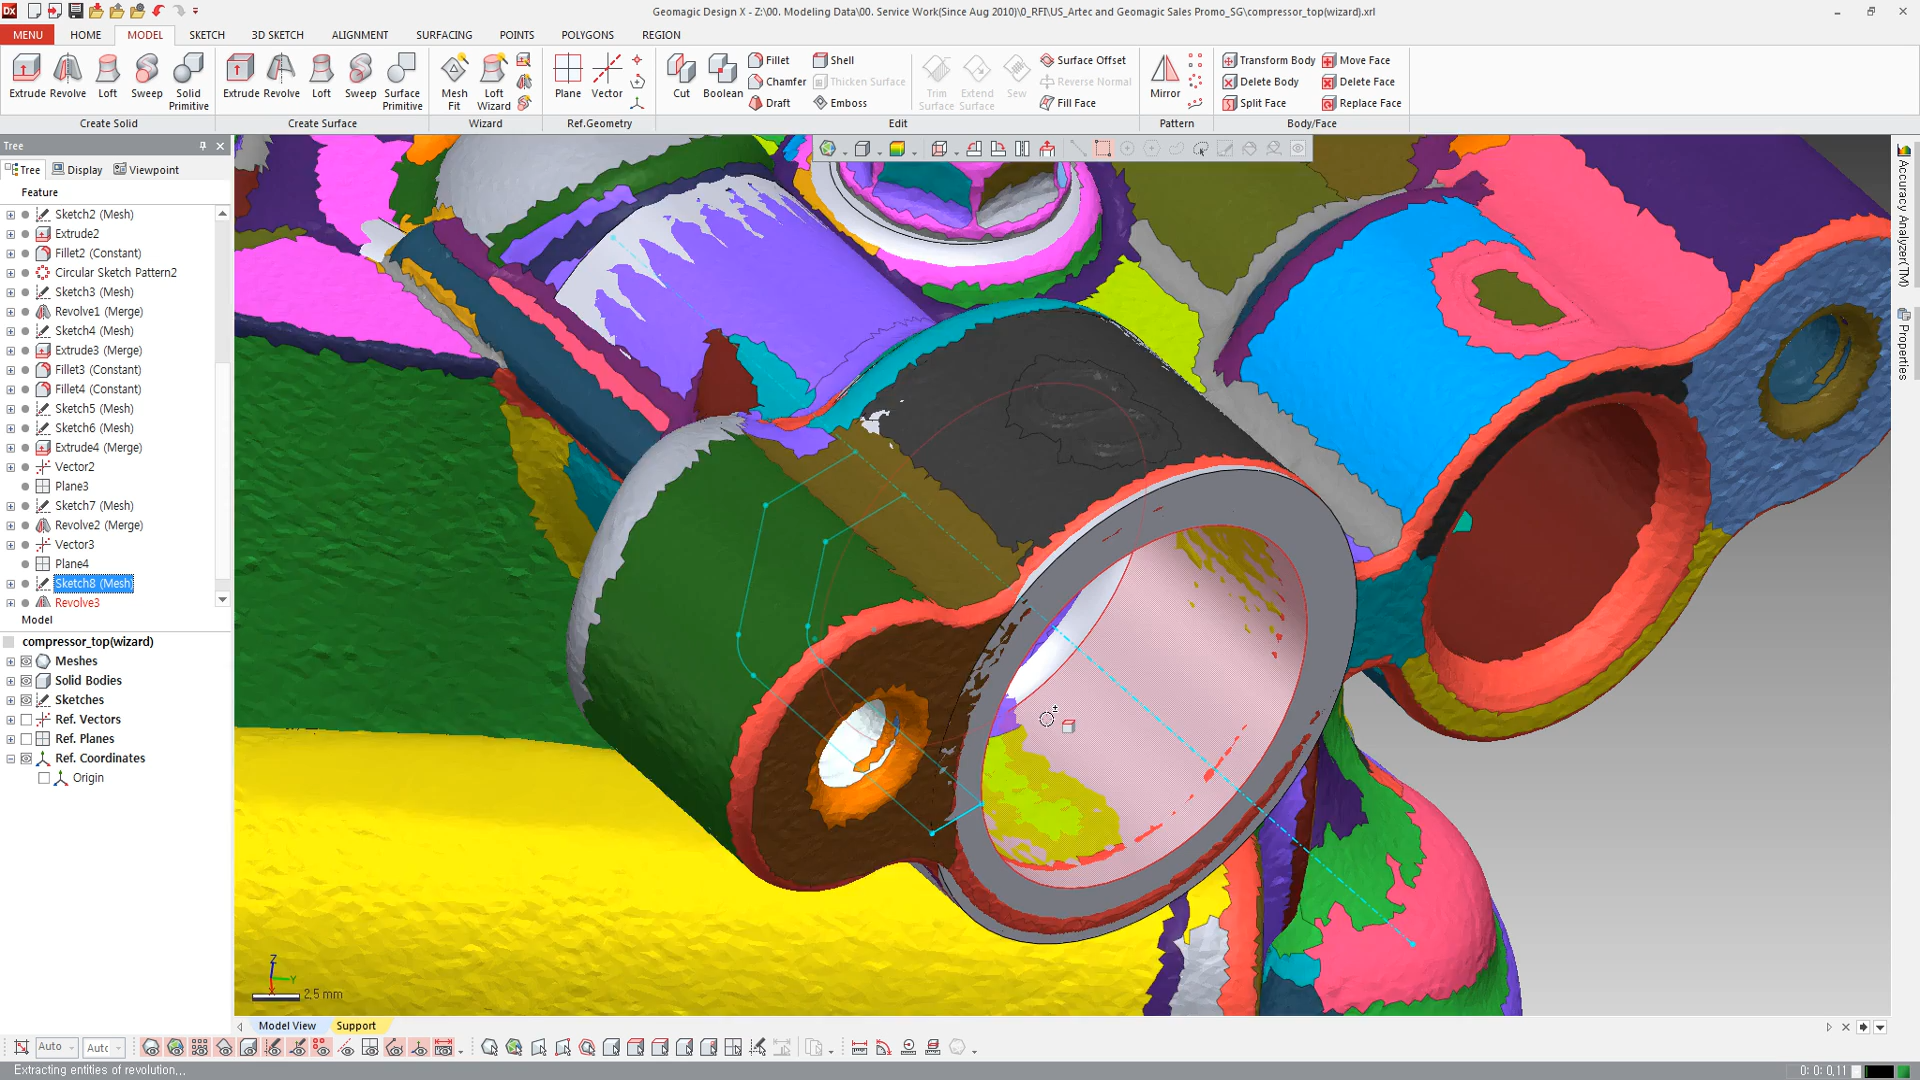 Dx
Geomagic Design X - Z:\00. Modeling Data\00. Service Work(Since Aug 2010)\0_RFI\US_Artec and Geomagic Sales Promo_SG\compressor_top(wizard).xrl
MENU HOME MODEL SKETCH 3D SKETCH ALIGNMENT SURFACING POINTS POLYGONS REGION
Extrude Revolve Loft Sweep Solid Primitive
Create Solid
Extrude Revolve Loft Sweep Surface Primitive
Create Surface
Mesh Fit Loft Wizard
Wizard
Plane Vector
Ref.Geometry
Cut Boolean
Fillet Chamfer Draft
Shell Thicken Surface Emboss
Trim Surface Extend Surface Sew
Surface Offset Reverse Normal Fill Face
Edit
Mirror
Pattern
Transform Body Delete Body Split Face
Move Face Delete Face Replace Face
Body/Face
Tree
Tree Display Viewpoint
Feature
Sketch2 (Mesh)
Extrude2
Fillet2 (Constant)
Circular Sketch Pattern2
Sketch3 (Mesh)
Revolve1 (Merge)
Sketch4 (Mesh)
Extrude3 (Merge)
Fillet3 (Constant)
Fillet4 (Constant)
Sketch5 (Mesh)
Sketch6 (Mesh)
Extrude4 (Merge)
Vector2
Plane3
Sketch7 (Mesh)
Revolve2 (Merge)
Vector3
Plane4
Sketch8 (Mesh)
Revolve3
Model
compressor_top(wizard)
Meshes
Solid Bodies
Sketches
Ref. Vectors
Ref. Planes
Ref. Coordinates
Origin
Accuracy Analyzer(TM)
Properties
Z
Y
X
2.5 mm
Model View Support
Auto Auto
Extracting entities of revolution...
0: 0: 0.11